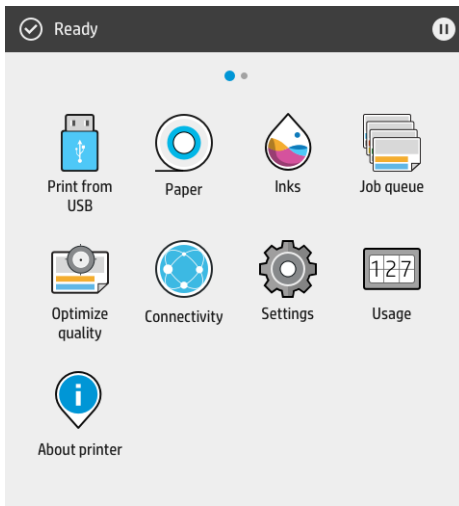 Ready
Print from
USB
Paper
Inks
Job queue
Optimize
quality
Connectivity
Settings
127
Usage
i
About printer